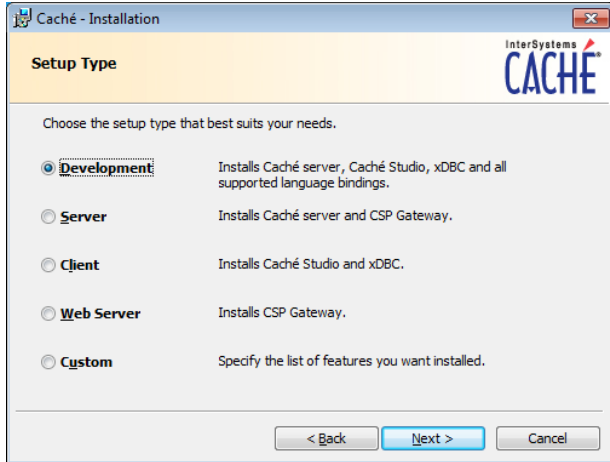 Caché - Installation
Setup Type
InterSystems
CACHÉ
Choose the setup type that best suits your needs.
Development
Installs Caché server, Caché Studio, xDBC and all
supported language bindings.
Server
Installs Caché server and CSP Gateway.
Client
Installs Caché Studio and xDBC.
Web Server
Installs CSP Gateway.
Custom
Specify the list of features you want installed.
< Back
Next >
Cancel